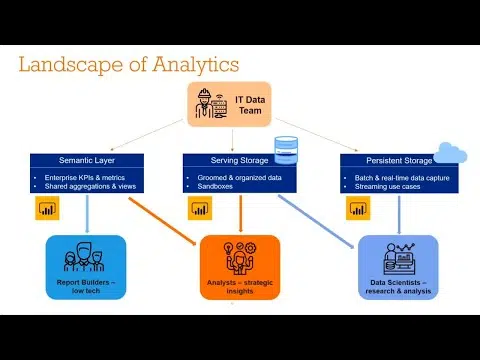 Landscape of Analytics
IT Data
Team
Semantic Layer
• Enterprise KPIs & metrics
• Shared aggregations & views
Serving Storage
• Groomed & organized data
• Sandboxes
Persistent Storage
• Batch & real-time data capture
• Streaming use cases
Report Builders –
low tech
Analysts – strategic
insights
Data Scientists –
research & analysis